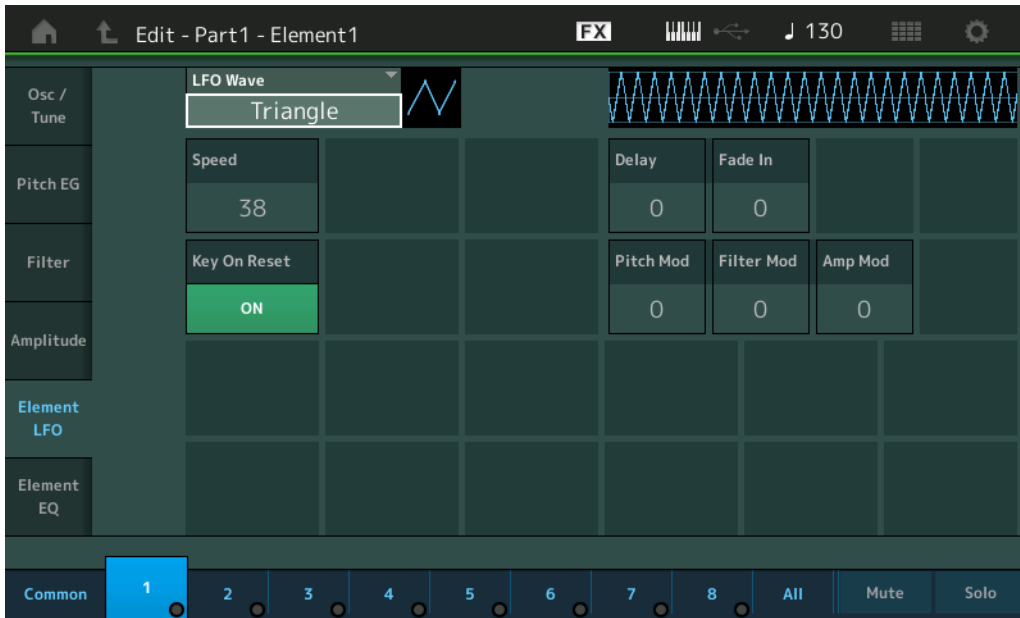 Edit - Part1 - Element1
FX
130
Osc /
Tune
Pitch EG
Filter
Amplitude
Element
LFO
Element
EQ
LFO Wave
Triangle
Speed
38
Delay
0
Fade In
0
Key On Reset
ON
Pitch Mod
0
Filter Mod
0
Amp Mod
0
Common 1 2 3 4 5 6 7 8 All Mute Solo